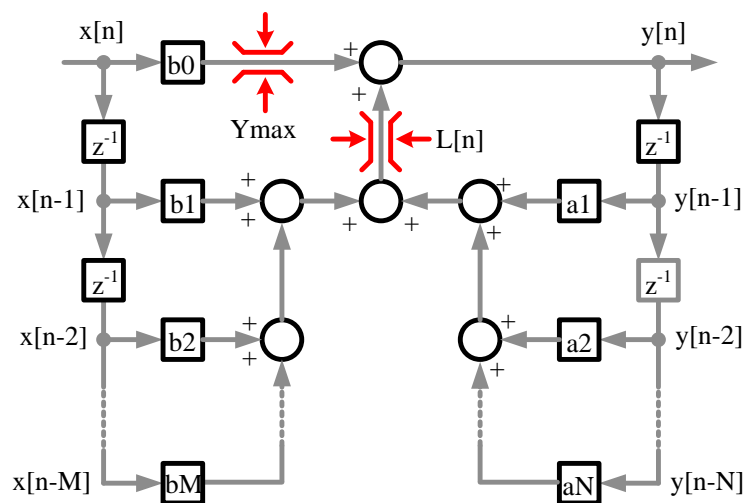 x[n] y[n]
b0 + +
Ymax L[n]
z-1 z-1
x[n-1] b1 + + + + + + a1 y[n-1]
z-1 z-1
x[n-2] b2 + + + + a2 y[n-2]
x[n-M] bM aN y[n-N]